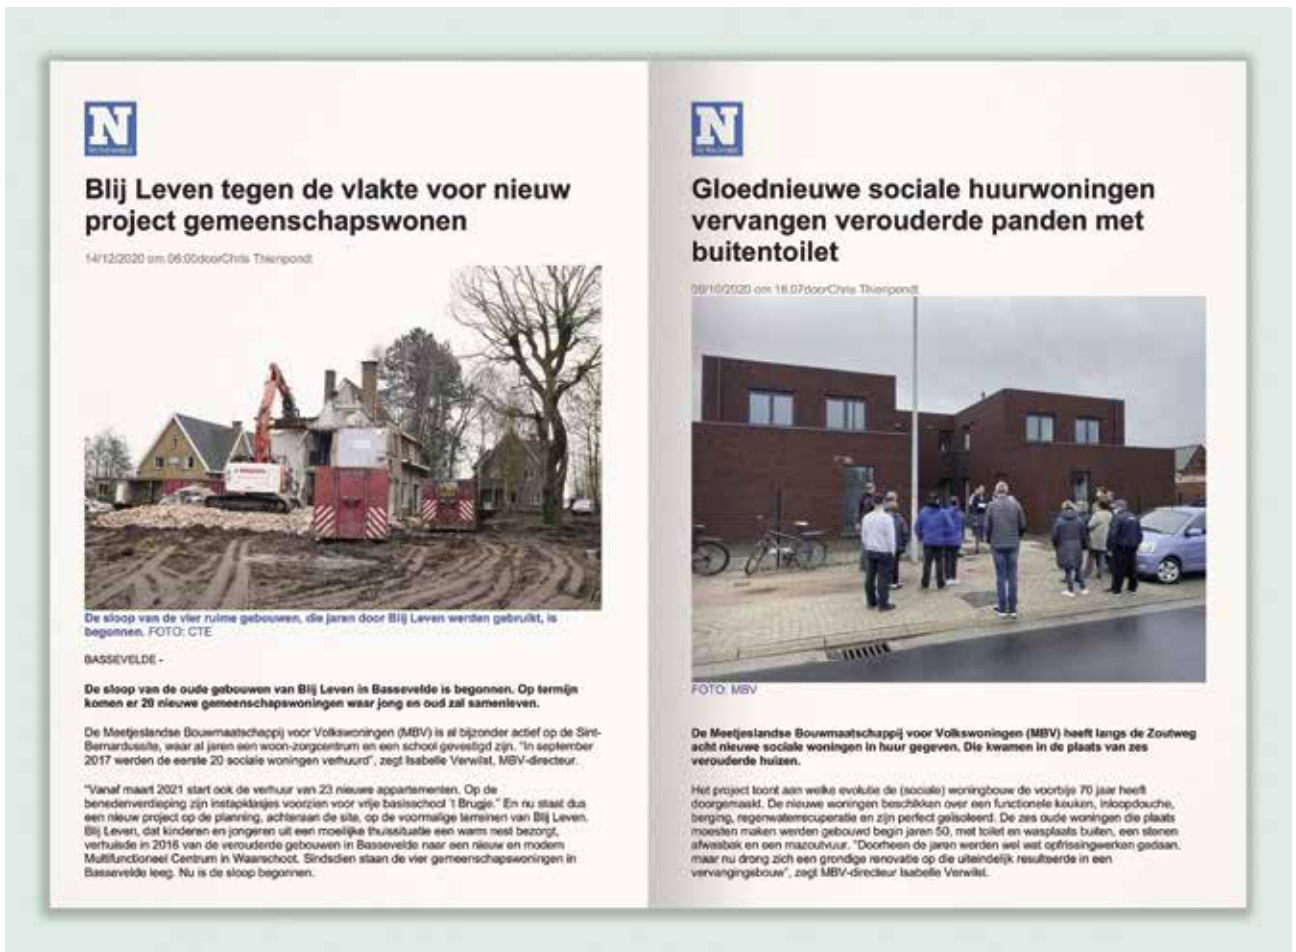 N
Blij Leven tegen de vlakte voor nieuw
project gemeenschapswonen
14/12/2020 om 06:00doorChris Thienpondt
De sloop van de vier ruime gebouwen, die jaren door Blij Leven werden gebruikt, is
begonnen. FOTO: CTE
BASSEVELDE -
De sloop van de oude gebouwen van Blij Leven in Bassevelde is begonnen. Op termijn
komen er 20 nieuwe gemeenschapswoningen waar jong en oud zal samenleven.
De Meetjeslandse Bouwmaatschappij voor Volkswoningen (MBV) is al bijzonder actief op de Sint-
Bernardussite, waar al jaren een woon-zorgcentrum en een school gevestigd zijn. "In september
2017 werden de eerste 20 sociale woningen verhuurd", zegt Isabelle Verwilst, MBV-directeur.
"Vanaf maart 2021 start ook de verhuur van 23 nieuwe appartementen. Op de
benedenverdieping zijn instapklasjes voorzien voor vrije basisschool 't Brugje." En nu staat dus
een nieuw project op de planning, achteraan de site, op de voormalige terreinen van Blij Leven.
Blij Leven, dat kinderen en jongeren uit een moeilijke thuissituatie een warm nest bezorgt,
verhuisde in 2016 van de verouderde gebouwen in Bassevelde naar een nieuw en modern
Multifunctioneel Centrum in Waarschoot. Sindsdien staan de vier gemeenschapswoningen in
Bassevelde leeg. Nu is de sloop begonnen.
N
Gloednieuwe sociale huurwoningen
vervangen verouderde panden met
buitentoilet
09/10/2020 om 16:07doorChris Thienpondt
FOTO: MBV
De Meetjeslandse Bouwmaatschappij voor Volkswoningen (MBV) heeft langs de Zoutweg
acht nieuwe sociale woningen in huur gegeven. Die kwamen in de plaats van zes
verouderde huizen.
Het project toont aan welke evolutie de (sociale) woningbouw de voorbije 70 jaar heeft
doorgemaakt. De nieuwe woningen beschikken over een functionele keuken, inloopdouche,
berging, regenwaterrecuperatie en zijn perfect geïsoleerd. De zes oude woningen die plaats
moesten maken werden gebouwd begin jaren 50, met toilet en wasplaats buiten, een stenen
afwasbak en een mazoutvuur. "Doorheen de jaren werden wel wat opfrissingwerken gedaan,
maar nu drong zich een grondige renovatie op die uiteindelijk resulteerde in een
vervangingsbouw", zegt MBV-directeur Isabelle Verwilst.